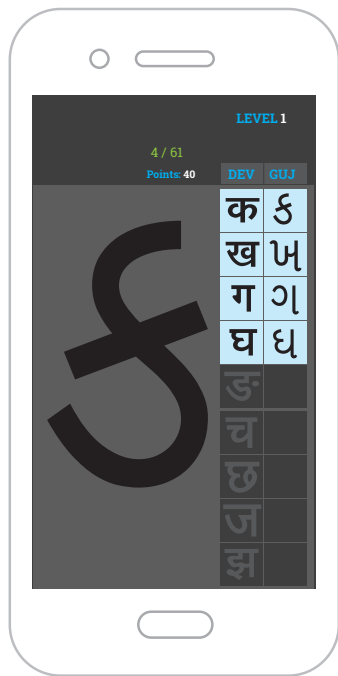 LEVEL 1
4 / 61
Points: 40
DEV GUJ
ક
क ક
ख ખ
ग ગ
घ ઘ
ङ
च
छ
ज
झ